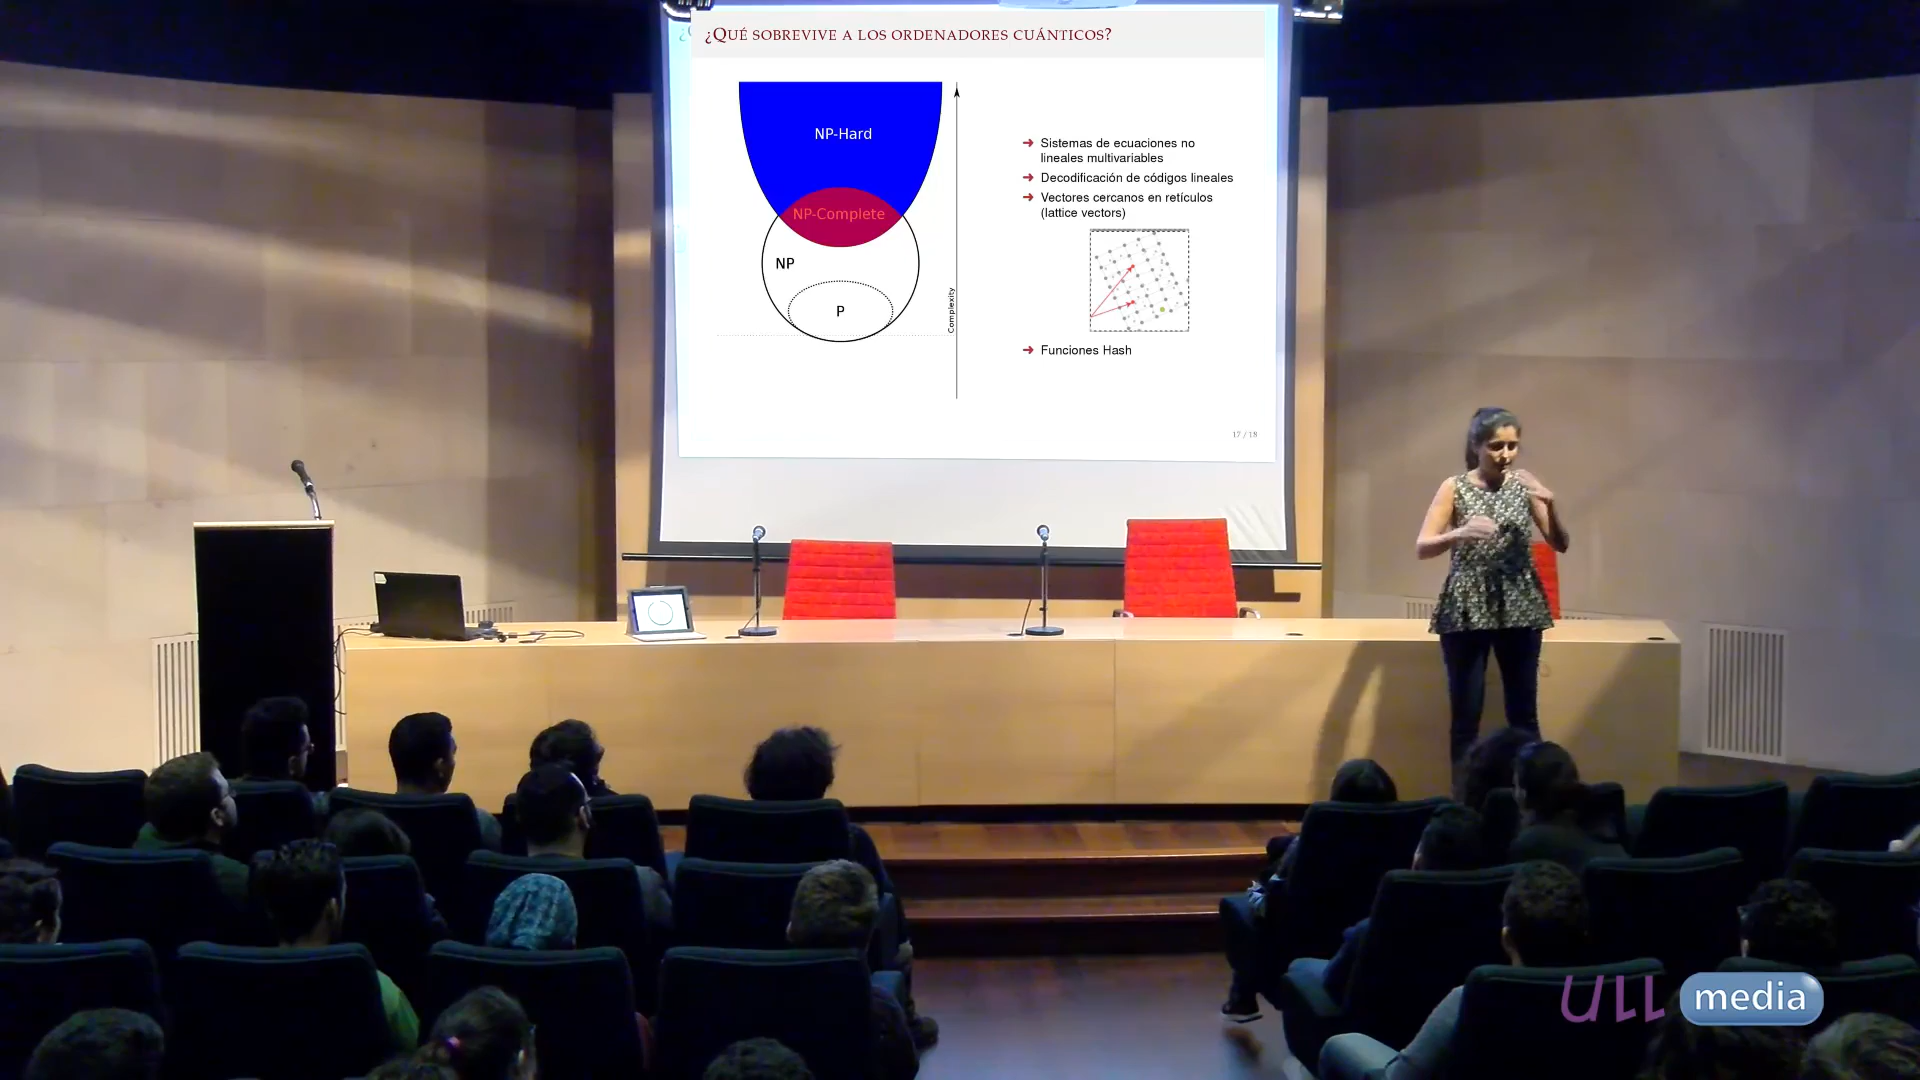 ¿QUÉ SOBREVIVE A LOS ORDENADORES CUÁNTICOS?
NP-Hard
NP-Complete
NP
P
Complexity
➜ Sistemas de ecuaciones no
lineales multivariables
➜ Decodificación de códigos lineales
➜ Vectores cercanos en retículos
(lattice vectors)
➜ Funciones Hash
17 / 18
ULL media